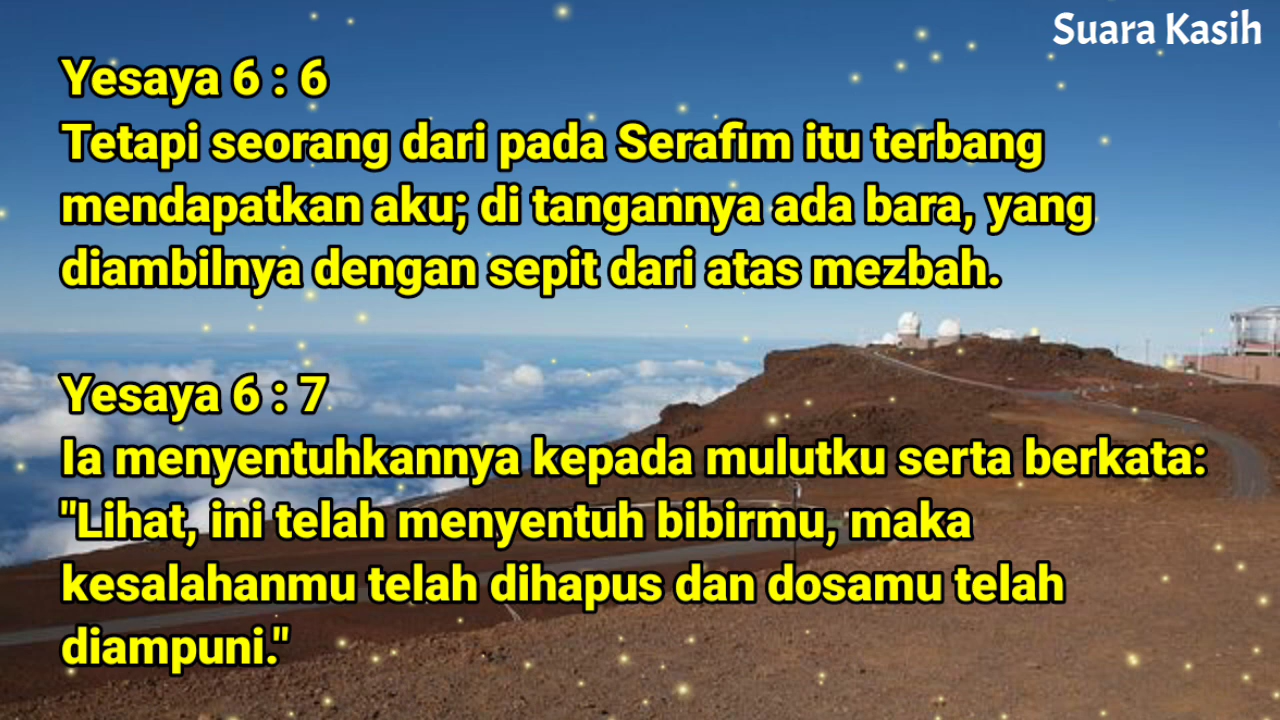 Suara Kasih
Yesaya 6 : 6
Tetapi seorang dari pada Serafim itu terbang
mendapatkan aku; di tangannya ada bara, yang
diambilnya dengan sepit dari atas mezbah.
Yesaya 6 : 7
Ia menyentuhkannya kepada mulutku serta berkata:
"Lihat, ini telah menyentuh bibirmu, maka
kesalahanmu telah dihapus dan dosamu telah
diampuni."